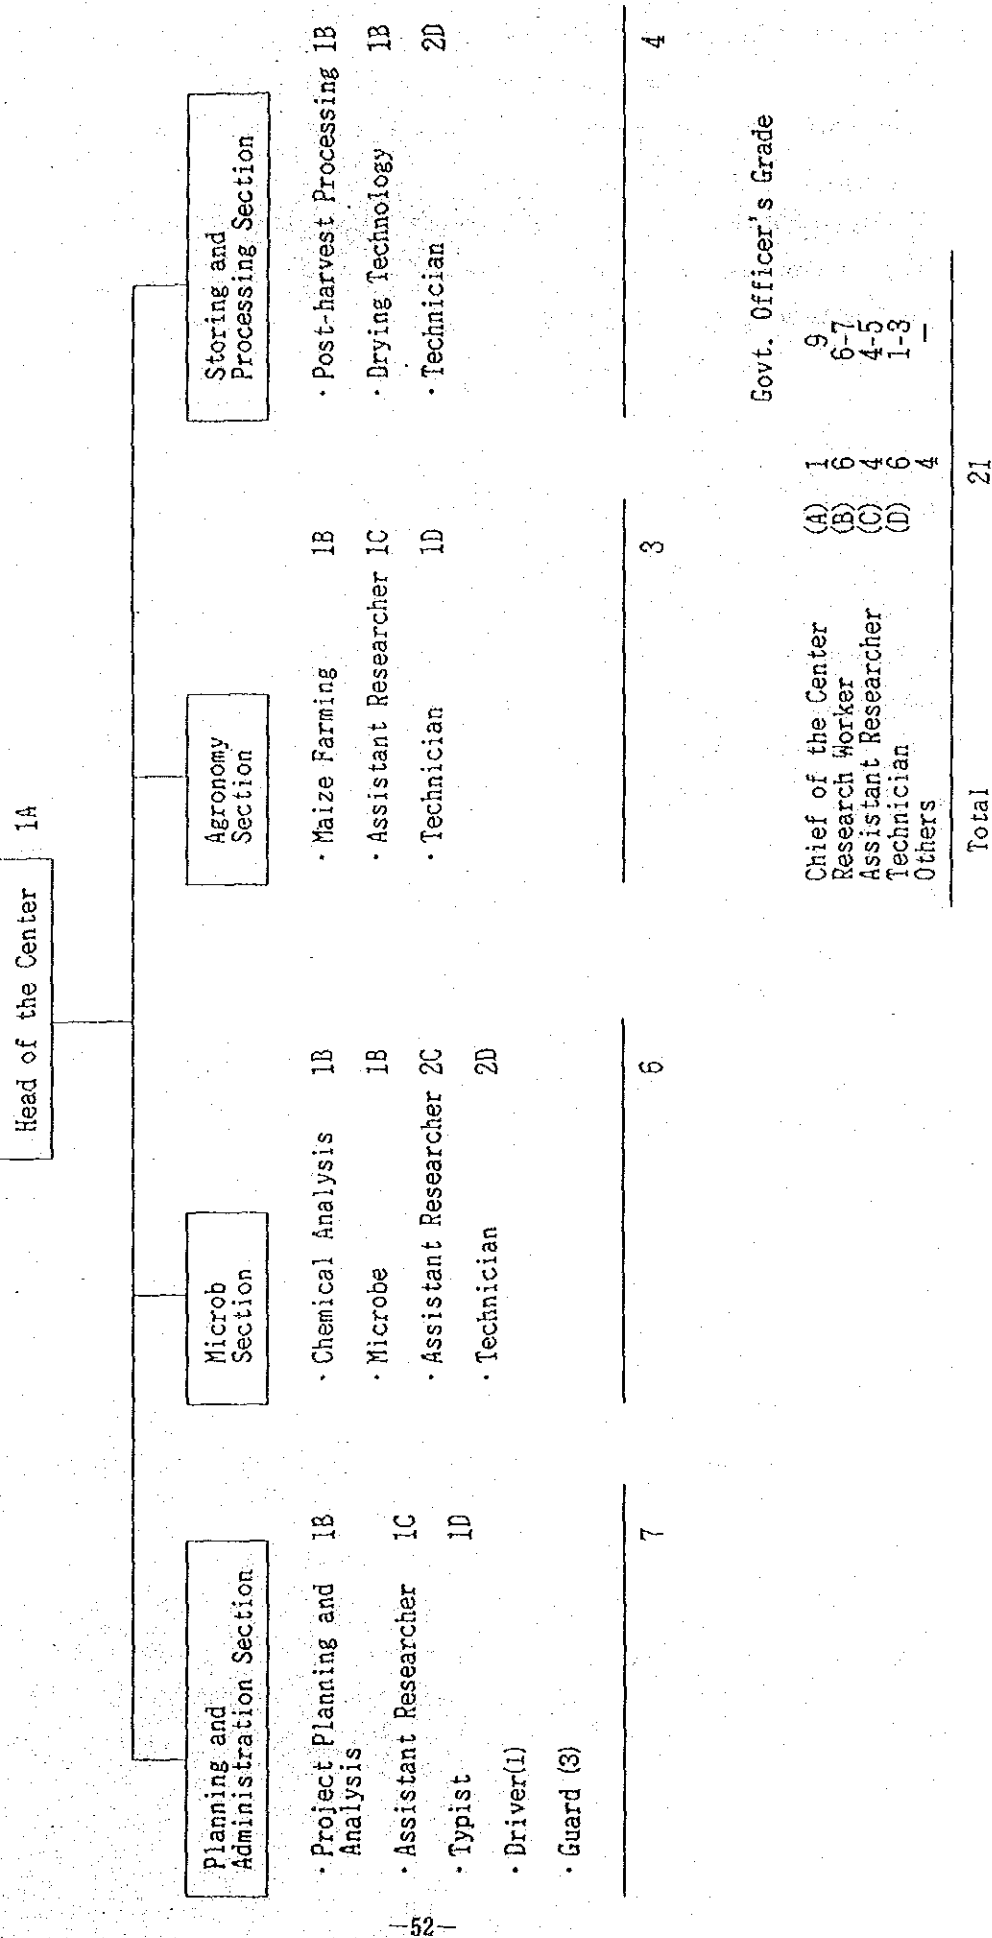 Head of the Center 1A
Planning and
Administration Section
· Project Planning and 1B
Analysis
· Assistant Researcher 1C
· Typist 1D
· Driver(1)
· Guard (3)
7
Microb
Section
· Chemical Analysis 1B
· Microbe 1B
· Assistant Researcher 2C
· Technician 2D
6
Agronomy
Section
· Maize Farming 1B
· Assistant Researcher 1C
· Technician 1D
3
Storing and
Processing Section
· Post-harvest Processing 1B
· Drying Technology 1B
· Technician 2D
4
Govt. Officer's Grade
Chief of the Center (A) 1 9
Research Worker (B) 6 6-7
Assistant Researcher (C) 4 4-5
Technician (D) 6 1-3
Others 4 —
Total 21
—52—